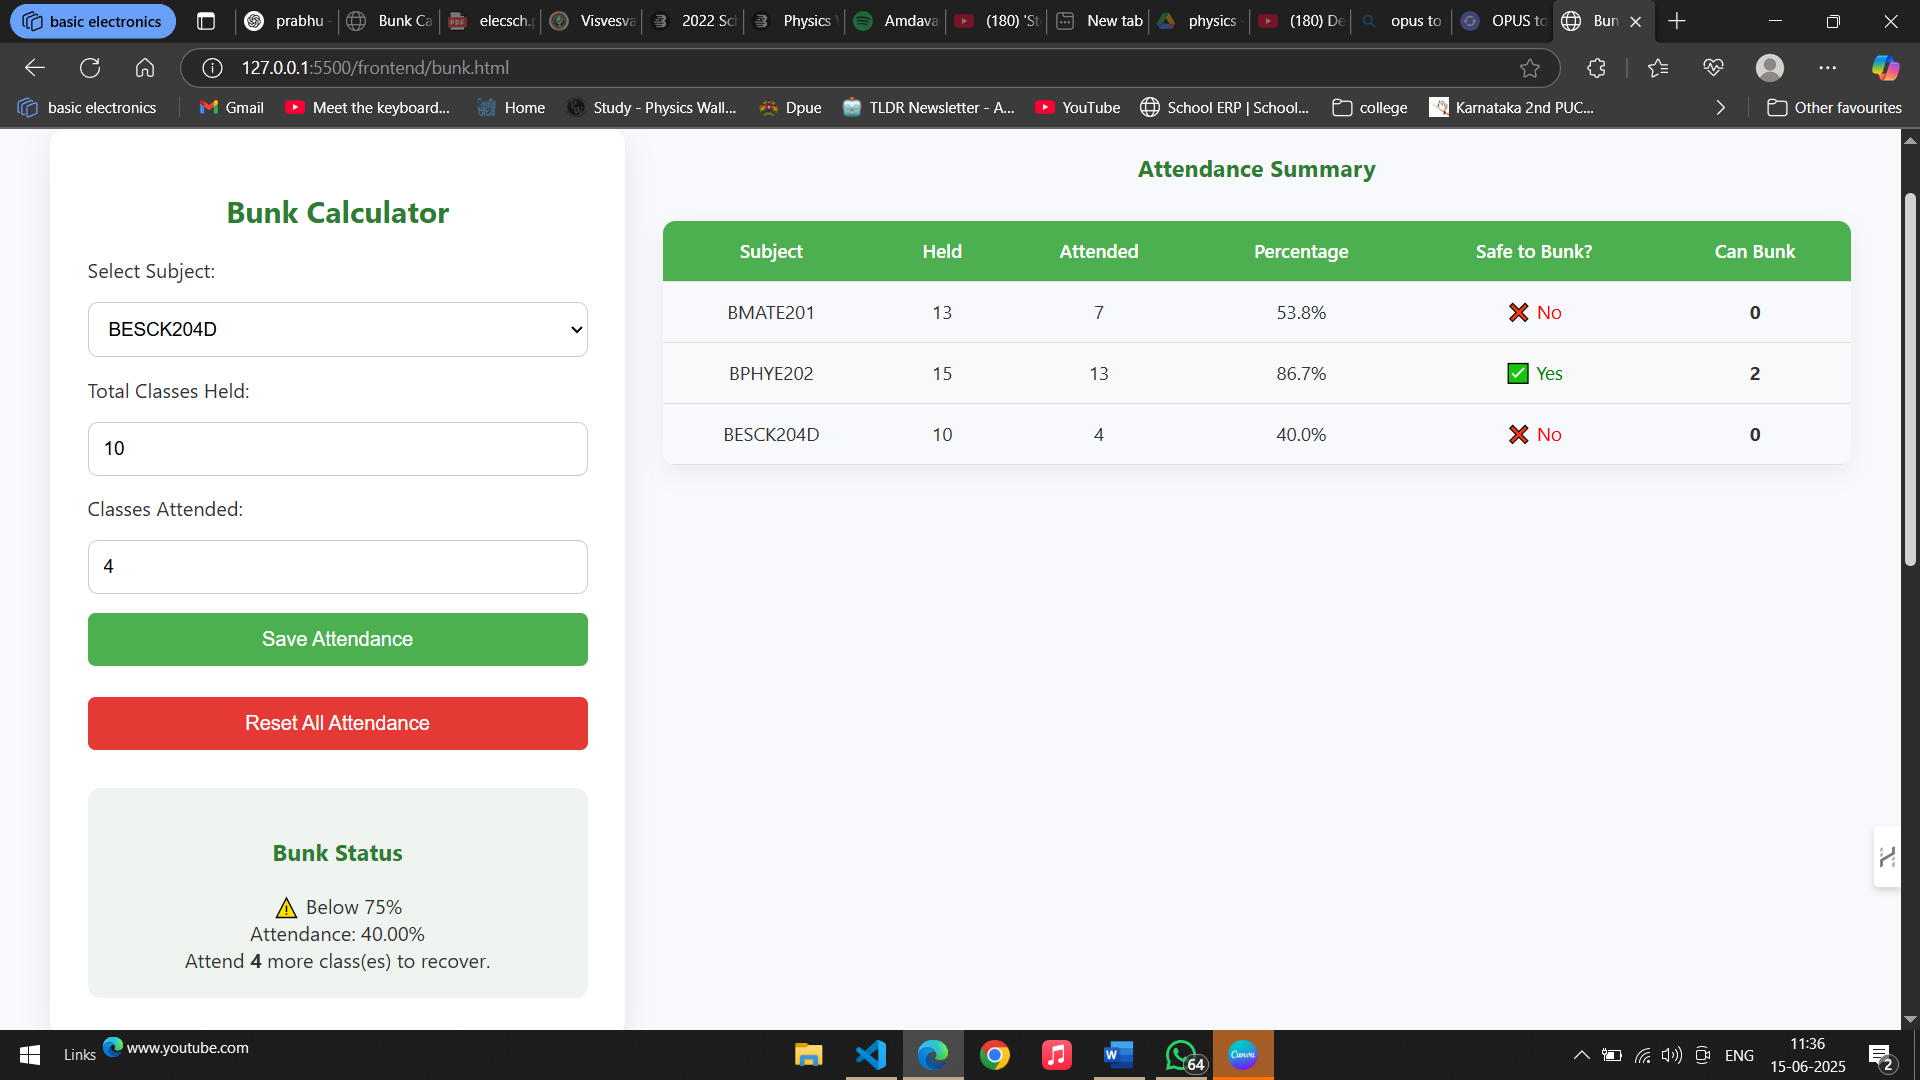 basic electronics
prabhu
Bunk Ca
elecsch.p
Visvesva
2022 Sch
Physics
Amdava
(180) 'St
New tab
physics
(180) De
opus to
OPUS to
Bun
127.0.0.1:5500/frontend/bunk.html
basic electronics
Gmail
Meet the keyboard...
Home
Study - Physics Wall...
Dpue
TLDR Newsletter - A...
YouTube
School ERP | School...
college
Karnataka 2nd PUC...
Other favourites
Bunk Calculator
Select Subject:
BESCK204D
Total Classes Held:
10
Classes Attended:
4
Save Attendance
Reset All Attendance
Bunk Status
⚠️ Below 75%
Attendance: 40.00%
Attend 4 more class(es) to recover.
Attendance Summary
Subject Held Attended Percentage Safe to Bunk? Can Bunk
BMATE201 13 7 53.8% ❌ No 0
BPHYE202 15 13 86.7% ✅ Yes 2
BESCK204D 10 4 40.0% ❌ No 0
Links
www.youtube.com
64
Canva
ENG
11:36
15-06-2025
2